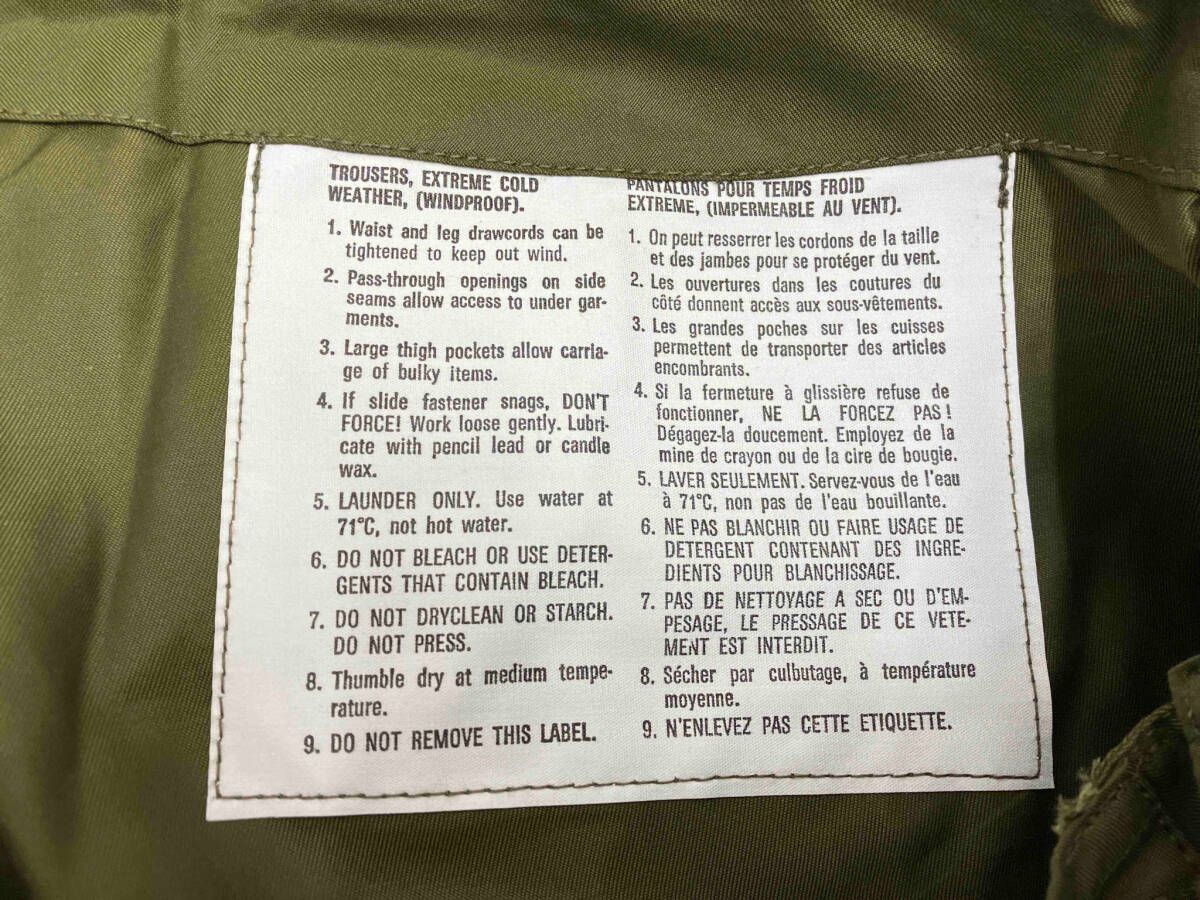 TROUSERS, EXTREME COLD
WEATHER, (WINDPROOF).
1. Waist and leg drawcords can be
tightened to keep out wind.
2. Pass-through openings on side
seams allow access to under gar-
ments.
3. Large thigh pockets allow carria-
ge of bulky items.
4. If slide fastener snags, DON'T
FORCE! Work loose gently. Lubri-
cate with pencil lead or candle
wax.
5. LAUNDER ONLY. Use water at
71°C, not hot water.
6. DO NOT BLEACH OR USE DETER-
GENTS THAT CONTAIN BLEACH.
7. DO NOT DRYCLEAN OR STARCH.
DO NOT PRESS.
8. Thumble dry at medium tempe-
rature.
9. DO NOT REMOVE THIS LABEL.
PANTALONS POUR TEMPS FROID
EXTREME, (IMPERMEABLE AU VENT).
1. On peut resserrer les cordons de la taille
et des jambes pour se protéger du vent.
2. Les ouvertures dans les coutures du
côté donnent accès aux sous-vêtements.
3. Les grandes poches sur les cuisses
permettent de transporter des articles
encombrants.
4. Si la fermeture à glissière refuse de
fonctionner, NE LA FORCEZ PAS!
Dégagez-la doucement. Employez de la
mine de crayon ou de la cire de bougie.
5. LAVER SEULEMENT. Servez-vous de l'eau
à 71°C, non pas de l'eau bouillante.
6. NE PAS BLANCHIR OU FAIRE USAGE DE
DETERGENT CONTENANT DES INGRE-
DIENTS POUR BLANCHISSAGE.
7. PAS DE NETTOYAGE A SEC OU D'EM-
PESAGE, LE PRESSAGE DE CE VETE-
MENT EST INTERDIT.
8. Sécher par culbutage, à température
moyenne.
9. N'ENLEVEZ PAS CETTE ETIQUETTE.